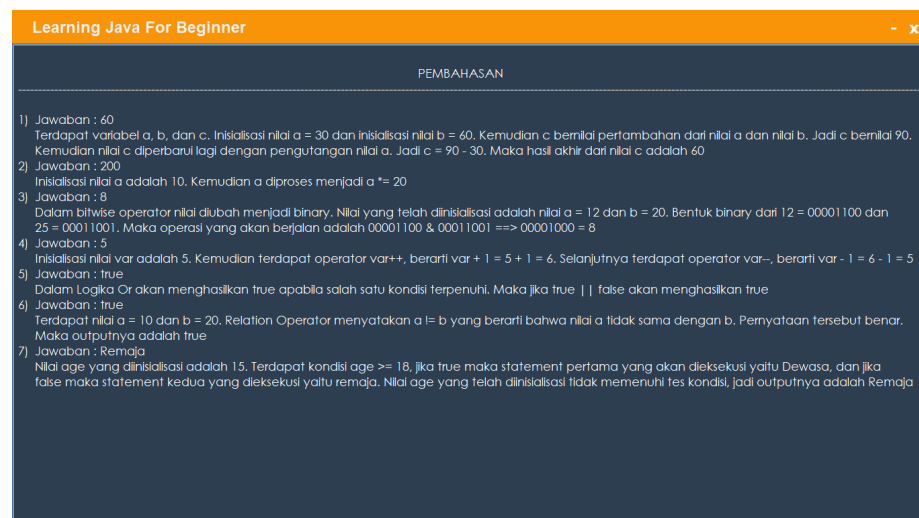 Learning Java For Beginner
- x
PEMBAHASAN
1) Jawaban : 60
Terdapat variabel a, b, dan c. Inisialisasi nilai a = 30 dan inisialisasi nilai b = 60. Kemudian c bernilai pertambahan dari nilai a dan nilai b. Jadi c bernilai 90.
Kemudian nilai c diperbarui lagi dengan pengutangan nilai a. Jadi c = 90 - 30. Maka hasil akhir dari nilai c adalah 60
2) Jawaban : 200
Inisialisasi nilai a adalah 10. Kemudian a diproses menjadi a *= 20
3) Jawaban : 8
Dalam bitwise operator nilai diubah menjadi binary. Nilai yang telah diinisialisasi adalah nilai a = 12 dan b = 20. Bentuk binary dari 12 = 00001100 dan
25 = 00011001. Maka operasi yang akan berjalan adalah 00001100 & 00011001 ==> 00001000 = 8
4) Jawaban : 5
Inisialisasi nilai var adalah 5. Kemudian terdapat operator var++, berarti var + 1 = 5 + 1 = 6. Selanjutnya terdapat operator var--, berarti var - 1 = 6 - 1 = 5
5) Jawaban : true
Dalam Logika Or akan menghasilkan true apabila salah satu kondisi terpenuhi. Maka jika true || false akan menghasilkan true
6) Jawaban : true
Terdapat nilai a = 10 dan b = 20. Relation Operator menyatakan a != b yang berarti bahwa nilai a tidak sama dengan b. Pernyataan tersebut benar.
Maka outputnya adalah true
7) Jawaban : Remaja
Nilai age yang diinisialisasi adalah 15. Terdapat kondisi age >= 18, jika true maka statement pertama yang akan dieksekusi yaitu Dewasa, dan jika
false maka statement kedua yang dieksekusi yaitu remaja. Nilai age yang telah diinisialisasi tidak memenuhi tes kondisi, jadi outputnya adalah Remaja